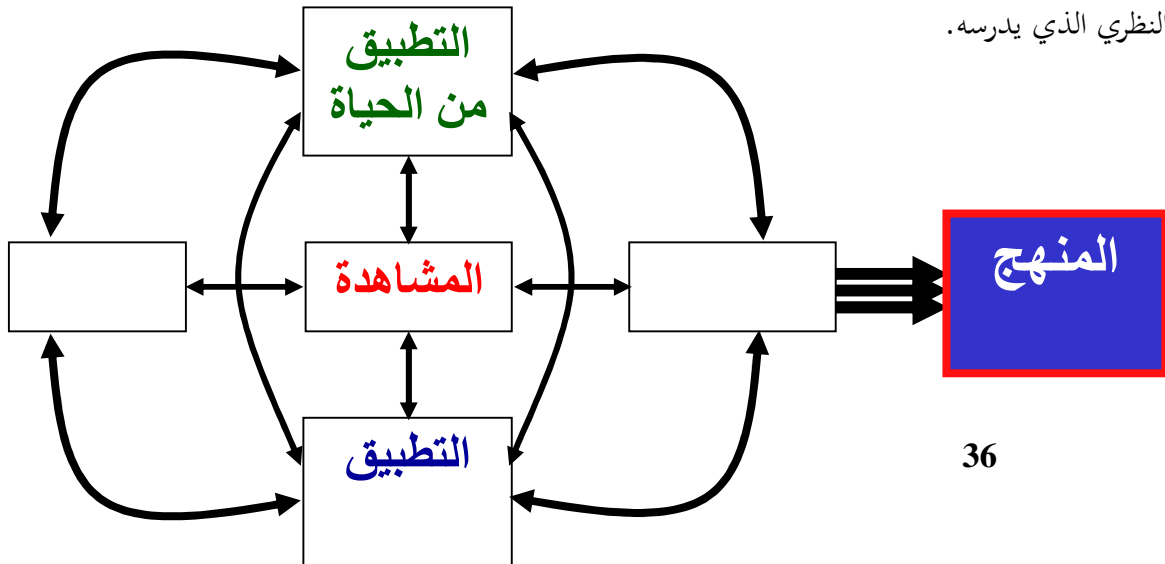 النظري الذي يدرسه.
التطبيق
من الحياة
المشاهدة
المنهج
التطبيق
36